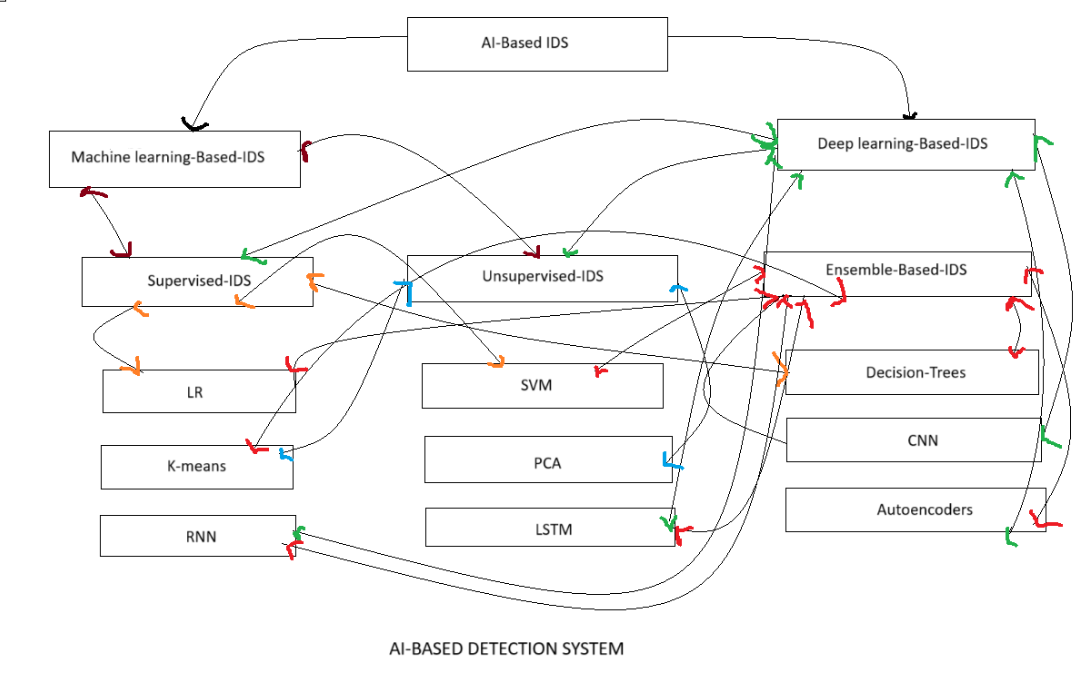 AI-Based IDS
Machine learning-Based-IDS
Deep learning-Based-IDS
Supervised-IDS
Unsupervised-IDS
Ensemble-Based-IDS
LR
SVM
Decision-Trees
K-means
PCA
CNN
RNN
LSTM
Autoencoders
AI-BASED DETECTION SYSTEM